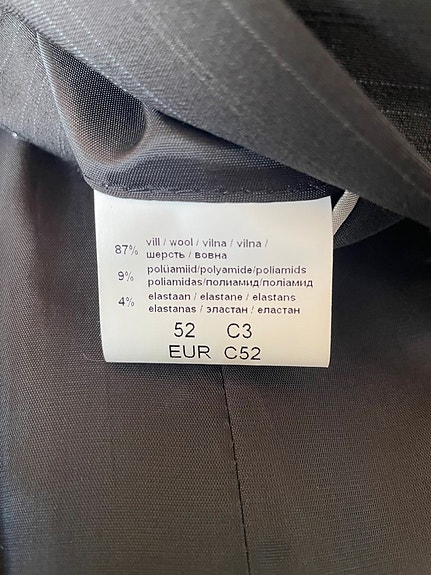 87% vill / wool / vilna / vilna /
шерсть / вовна
9% polüamiid/polyamide/poliamids
poliamidas/полиамид/поліамид
4% elastaan / elastane / elastans
elastanas / эластан / еластан
52 C3
EUR C52